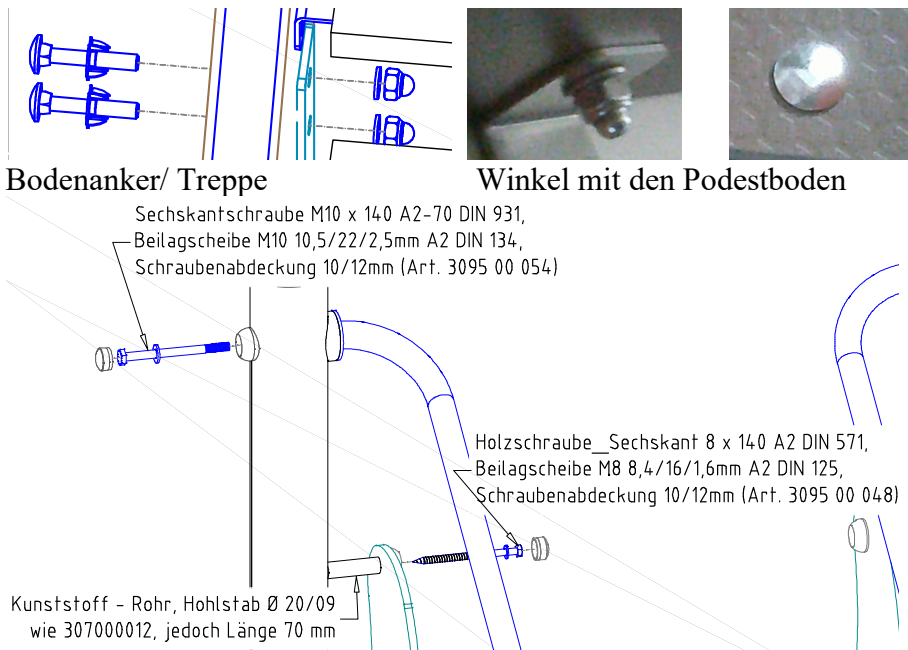 Bodenanker/ Treppe
Winkel mit den Podestboden
Sechskantschraube M10 x 140 A2-70 DIN 931,
Beilagscheibe M10 10,5/22/2,5mm A2 DIN 134,
Schraubenabdeckung 10/12mm (Art. 3095 00 054)
Holzschraube_Sechskant 8 x 140 A2 DIN 571,
Beilagscheibe M8 8,4/16/1,6mm A2 DIN 125,
Schraubenabdeckung 10/12mm (Art. 3095 00 048)
Kunststoff - Rohr, Hohlstab Ø 20/09
wie 307000012, jedoch Länge 70 mm